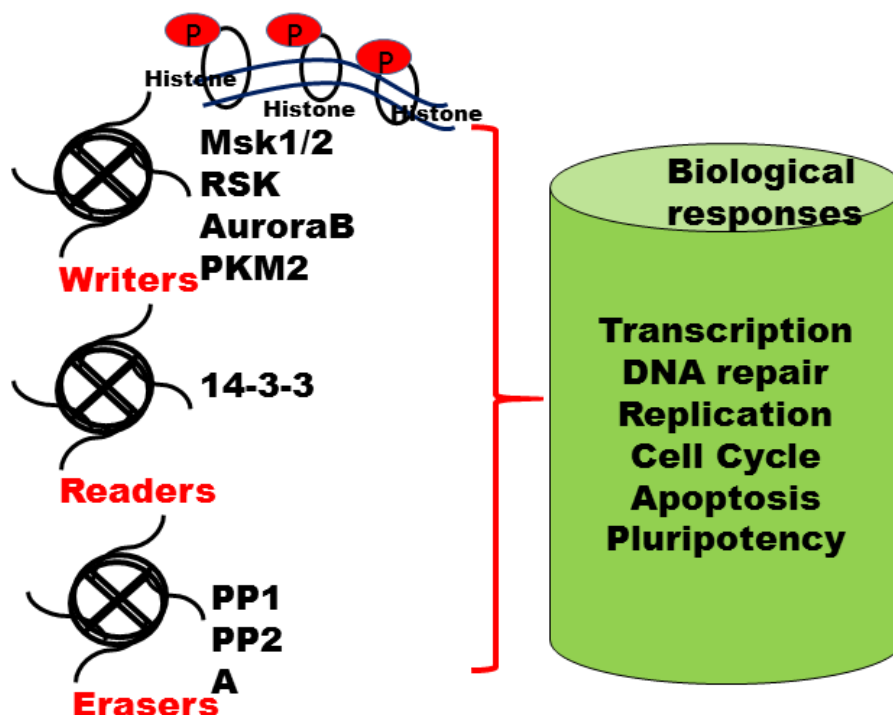 P
P
P
Histone
Histone
Histone
Msk1/2
RSK
AuroraB
PKM2
Writers
14-3-3
Readers
PP1
PP2
A
Erasers
Biological
responses
Transcription
DNA repair
Replication
Cell Cycle
Apoptosis
Pluripotency